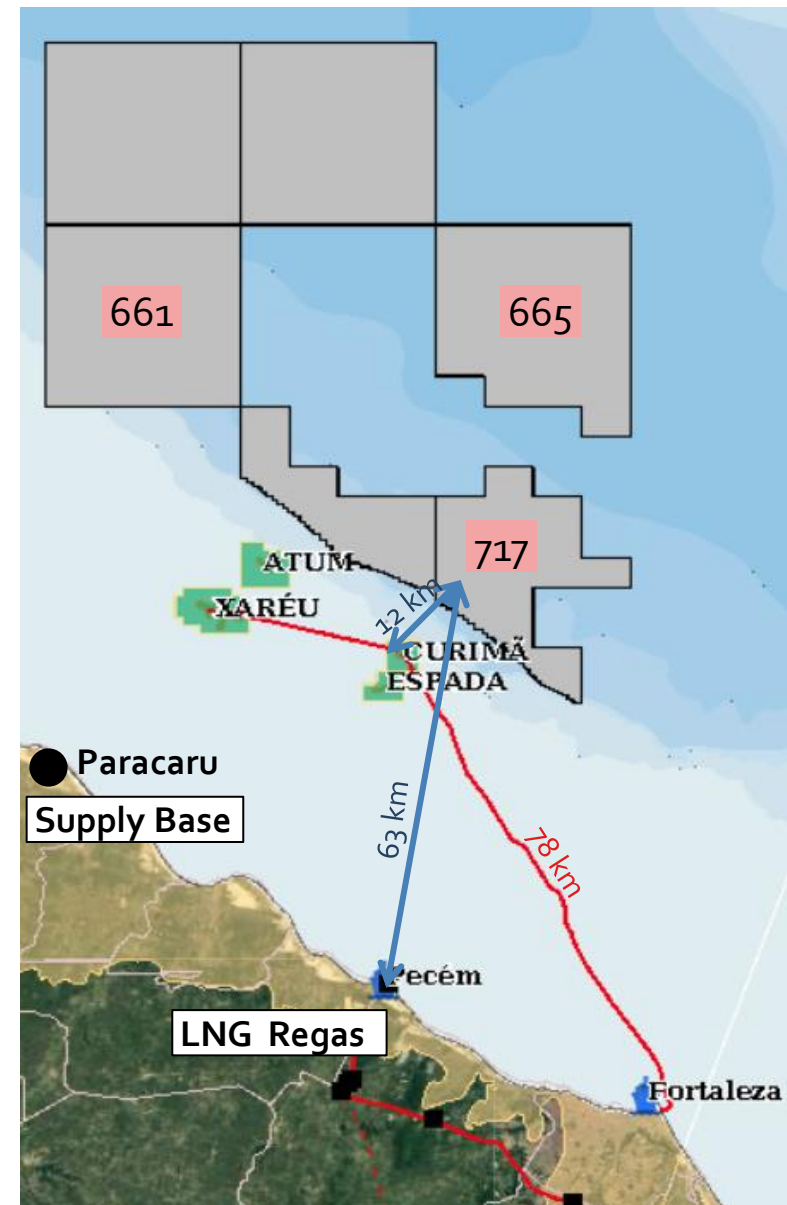 661
665
717
ATUM
12 km
XARÉU
CURIMÃ
ESPADA
Paracaru
Supply Base
63 km
78 km
Pecém
LNG Regas
Fortaleza